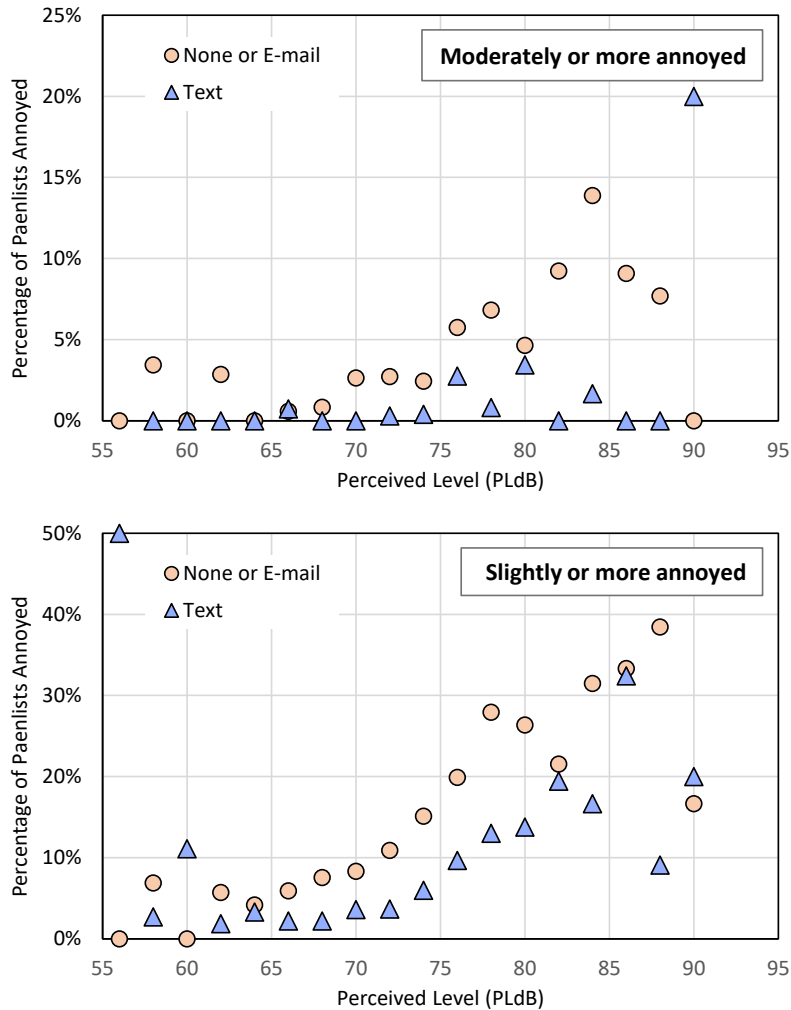 25%
None or E-mail
Moderately or more annoyed
Text
20%
15%
10%
5%
0%
55 60 65 70 75 80 85 90 95
Percentage of Paenlists Annoyed
Perceived Level (PLdB)
50%
None or E-mail
Slightly or more annoyed
Text
40%
30%
20%
10%
0%
55 60 65 70 75 80 85 90 95
Percentage of Paenlists Annoyed
Perceived Level (PLdB)